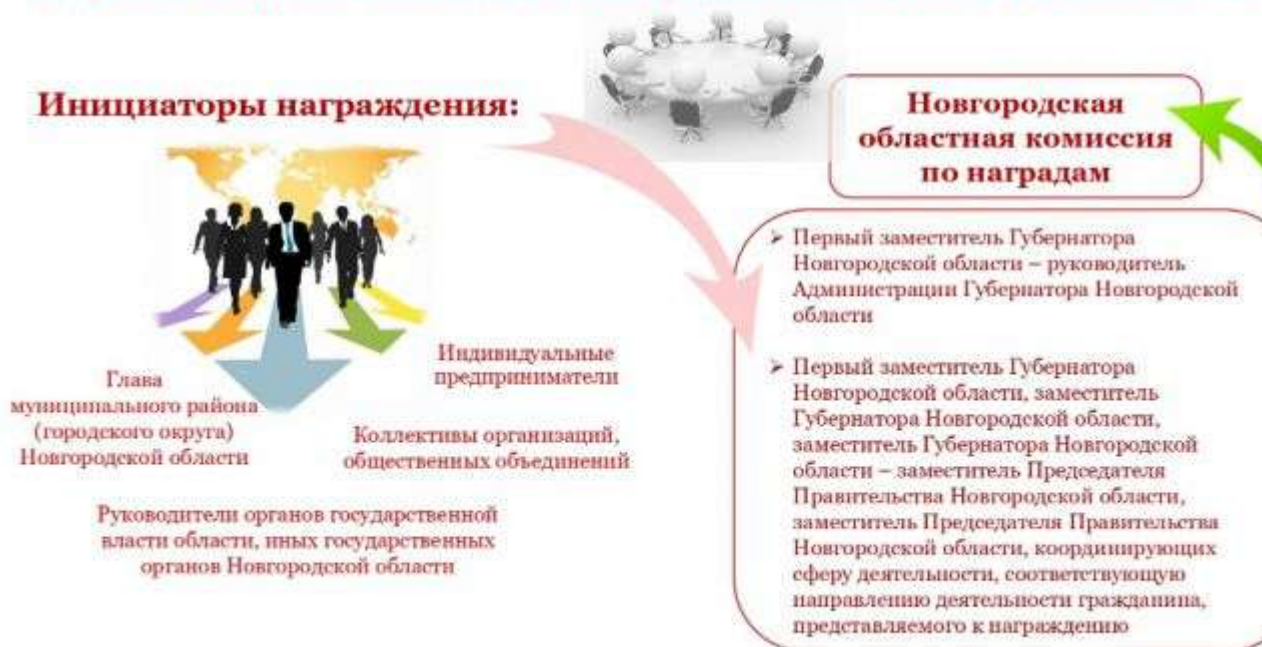 Инициаторы награждения:
Глава
муниципального района
(городского округа)
Новгородской области
Индивидуальные
предприниматели
Коллективы организаций,
общественных объединений
Руководители органов государственной
власти области, иных государственных
органов Новгородской области
Новгородская
областная комиссия
по наградам
➢ Первый заместитель Губернатора
Новгородской области – руководитель
Администрации Губернатора Новгородской
области
➢ Первый заместитель Губернатора
Новгородской области, заместитель
Губернатора Новгородской области,
заместитель Губернатора Новгородской
области – заместитель Председателя
Правительства Новгородской области,
заместитель Председателя Правительства
Новгородской области, координирующих
сферу деятельности, соответствующую
направлению деятельности гражданина,
представляемого к награждению